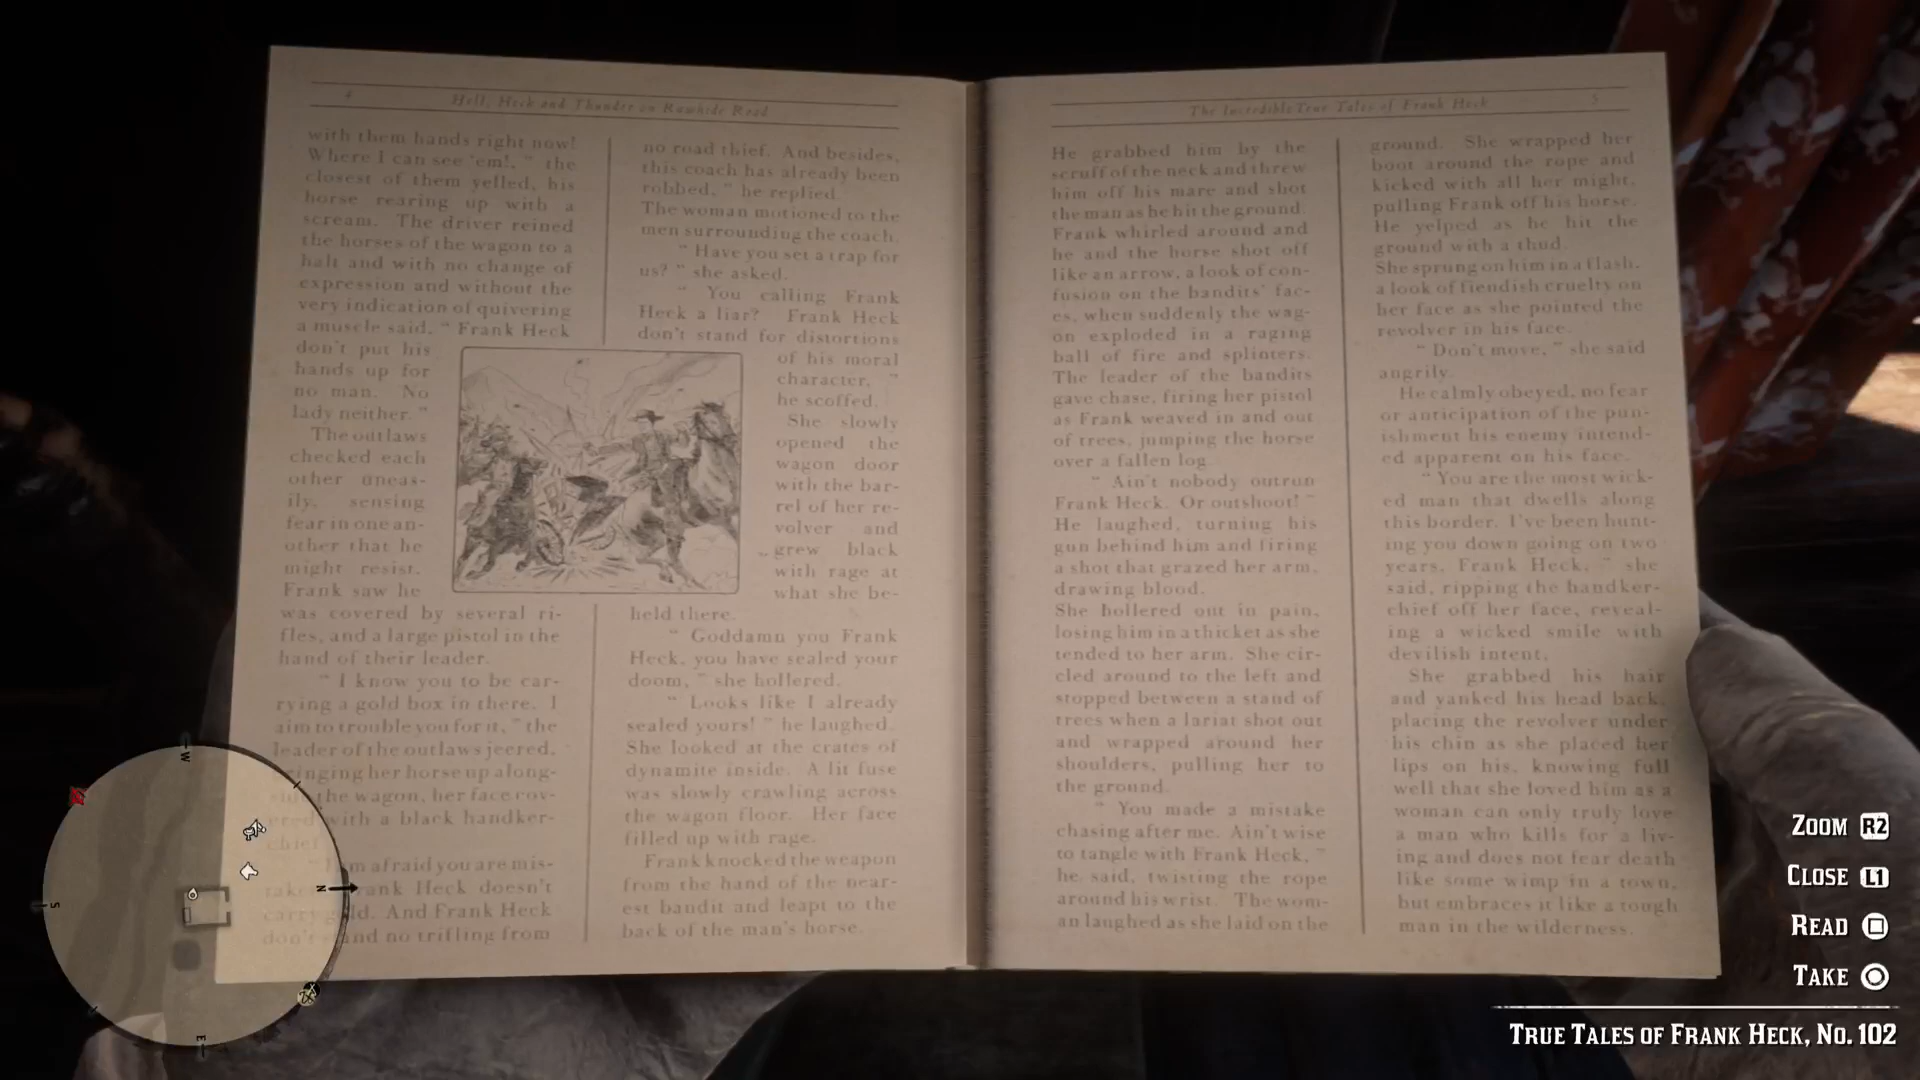 4
Hell, Heck and Thunder on Rawhide Road
with them hands right now!
Where I can see 'em!, " the
closest of them yelled, his
horse rearing up with a
scream. The driver reined
the horses of the wagon to a
halt and with no change of
expression and without the
very indication of quivering
a muscle said, " Frank Heck
don't put his
hands up for
no man. No
lady neither. "
The outlaws
checked each
other uneas-
ily, sensing
fear in one an-
other that he
might resist.
Frank saw he
was covered by several ri-
fles, and a large pistol in the
hand of their leader.
" I know you to be car-
rying a gold box in there. I
aim to trouble you for it, " the
leader of the outlaws jeered,
ringing her horse up along-
the wagon, her face cov-
ered with a black handker-
chief
am afraid you are mis-
Frank Heck doesn't
carry gold. And Frank Heck
don't stand no trifling from
no road thief. And besides,
this coach has already been
robbed, " he replied.
The woman motioned to the
men surrounding the coach.
" Have you set a trap for
us? " she asked.
" You calling Frank
Heck a liar? Frank Heck
don't stand for distortions
of his moral
character, "
he scoffed.
She slowly
opened the
wagon door
with the bar-
rel of her re-
volver and
grew black
with rage at
what she be-
held there.
" Goddamn you Frank
Heck, you have sealed your
doom, " she hollered.
" Looks like I already
sealed yours! " he laughed.
She looked at the crates of
dynamite inside. A lit fuse
was slowly crawling across
the wagon floor. Her face
filled up with rage.
Frank knocked the weapon
from the hand of the near-
est bandit and leapt to the
back of the man's horse.
The Incredible True Tales of Frank Heck
5
He grabbed him by the
scruff of the neck and threw
him off his mare and shot
the man as he hit the ground.
Frank whirled around and
he and the horse shot off
like an arrow, a look of con-
fusion on the bandits' fac-
es, when suddenly the wag-
on exploded in a raging
ball of fire and splinters.
The leader of the bandits
gave chase, firing her pistol
as Frank weaved in and out
of trees, jumping the horse
over a fallen log.
" Ain't nobody outrun
Frank Heck. Or outshoot! "
He laughed, turning his
gun behind him and firing
a shot that grazed her arm,
drawing blood.
She hollered out in pain,
losing him in a thicket as she
tended to her arm. She cir-
cled around to the left and
stopped between a stand of
trees when a lariat shot out
and wrapped around her
shoulders, pulling her to
the ground.
" You made a mistake
chasing after me. Ain't wise
to tangle with Frank Heck, "
he said, twisting the rope
around his wrist. The wom-
an laughed as she laid on the
ground. She wrapped her
boot around the rope and
kicked with all her might,
pulling Frank off his horse.
He yelped as he hit the
ground with a thud.
She sprung on him in a flash,
a look of fiendish cruelty on
her face as she pointed the
revolver in his face.
" Don't move, " she said
angrily.
He calmly obeyed, no fear
or anticipation of the pun-
ishment his enemy intend-
ed apparent on his face.
" You are the most wick-
ed man that dwells along
this border. I've been hunt-
ing you down going on two
years, Frank Heck, " she
said, ripping the handker-
chief off her face, reveal-
ing a wicked smile with
devilish intent.
She grabbed his hair
and yanked his head back,
placing the revolver under
his chin as she placed her
lips on his, knowing full
well that she loved him as a
woman can only truly love
a man who kills for a liv-
ing and does not fear death
like some wimp in a town,
but embraces it like a tough
man in the wilderness.
W
N
S
E
ZOOM R2
CLOSE L1
READ
TAKE
TRUE TALES OF FRANK HECK, NO. 102